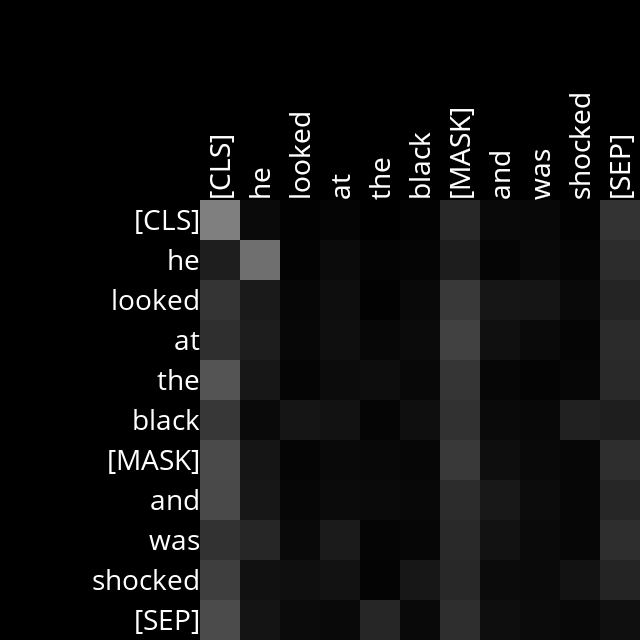 [CLS] he looked at the black [MASK] and was shocked [SEP]
[CLS]
he
looked
at
the
black
[MASK]
and
was
shocked
[SEP]